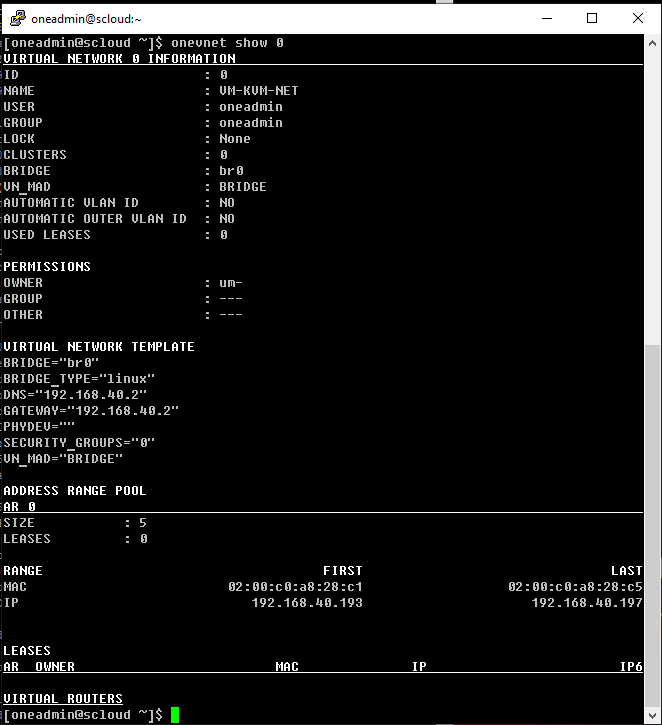 oneadmin@scloud:~
[oneadmin@scloud ~]$ onevnet show 0
VIRTUAL NETWORK 0 INFORMATION
ID : 0
NAME : VM-KVM-NET
USER : oneadmin
GROUP : oneadmin
LOCK : None
CLUSTERS : 0
BRIDGE : br0
VN_MAD : BRIDGE
AUTOMATIC VLAN ID : NO
AUTOMATIC OUTER VLAN ID : NO
USED LEASES : 0
PERMISSIONS
OWNER : um-
GROUP : ---
OTHER : ---
VIRTUAL NETWORK TEMPLATE
BRIDGE="br0"
BRIDGE_TYPE="linux"
DNS="192.168.40.2"
GATEWAY="192.168.40.2"
PHYDEV=""
SECURITY_GROUPS="0"
VN_MAD="BRIDGE"
ADDRESS RANGE POOL
AR 0
SIZE : 5
LEASES : 0
RANGE FIRST LAST
MAC 02:00:c0:a8:28:c1 02:00:c0:a8:28:c5
IP 192.168.40.193 192.168.40.197
LEASES
AR OWNER MAC IP IP6
VIRTUAL ROUTERS
[oneadmin@scloud ~]$